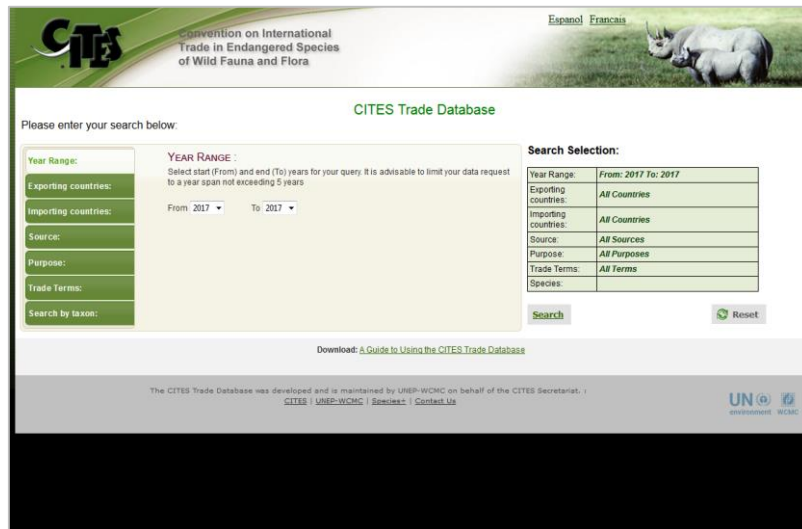 CITES
Convention on International
Trade in Endangered Species
of Wild Fauna and Flora
Espanol Francais
CITES Trade Database
Please enter your search below:
Year Range:
Exporting countries:
Importing countries:
Source:
Purpose:
Trade Terms:
Search by taxon:
YEAR RANGE :
Select start (From) and end (To) years for your query. It is advisable to limit your data request
to a year span not exceeding 5 years
From 2017 To 2017
Search Selection:
Year Range: From: 2017 To: 2017
Exporting
countries: All Countries
Importing
countries: All Countries
Source: All Sources
Purpose: All Purposes
Trade Terms: All Terms
Species:
Search Reset
Download: A Guide to Using the CITES Trade Database
The CITES Trade Database was developed and is maintained by UNEP-WCMC on behalf of the CITES Secretariat.
CITES | UNEP-WCMC | Species+ | Contact Us
UN
environment WCMC